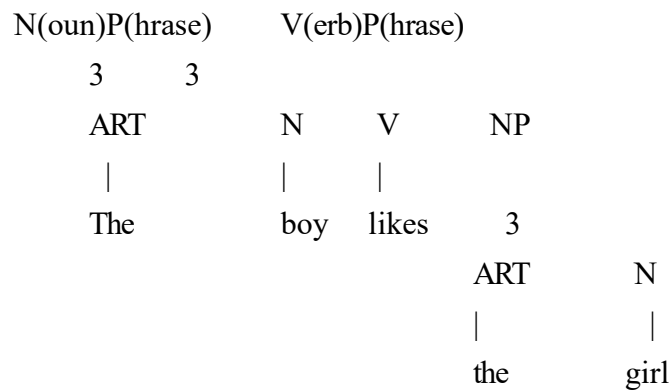 N(oun)P(hrase) V(erb)P(hrase)
3 3
ART N V NP
| | |
The boy likes 3
ART N
| |
the girl